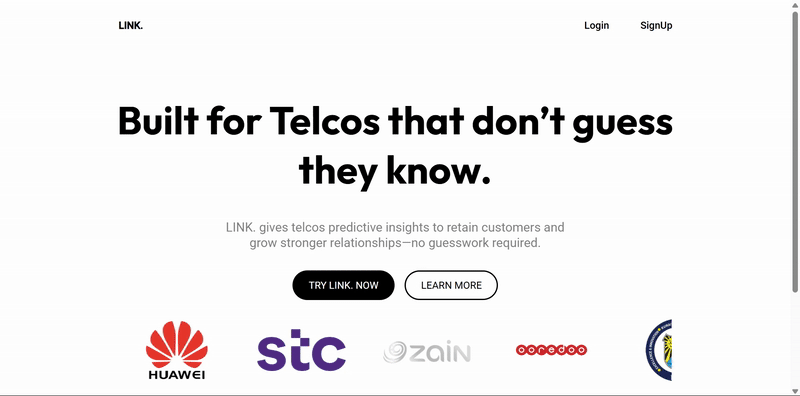 LINK.
Login
SignUp
Built for Telcos that don’t guess
they know.
LINK. gives telcos predictive insights to retain customers and
grow stronger relationships—no guesswork required.
TRY LINK. NOW
LEARN MORE
HUAWEI
stc
zain
ooredoo